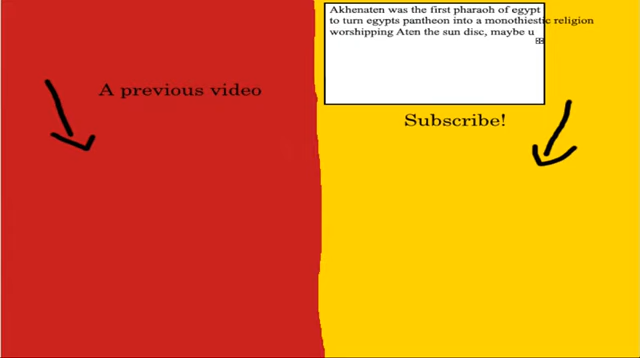 Akhenaten was the first pharaoh of egypt
to turn egypts pantheon into a monothiestic religion
worshipping Aten the sun disc, maybe u
A previous video
Subscribe!